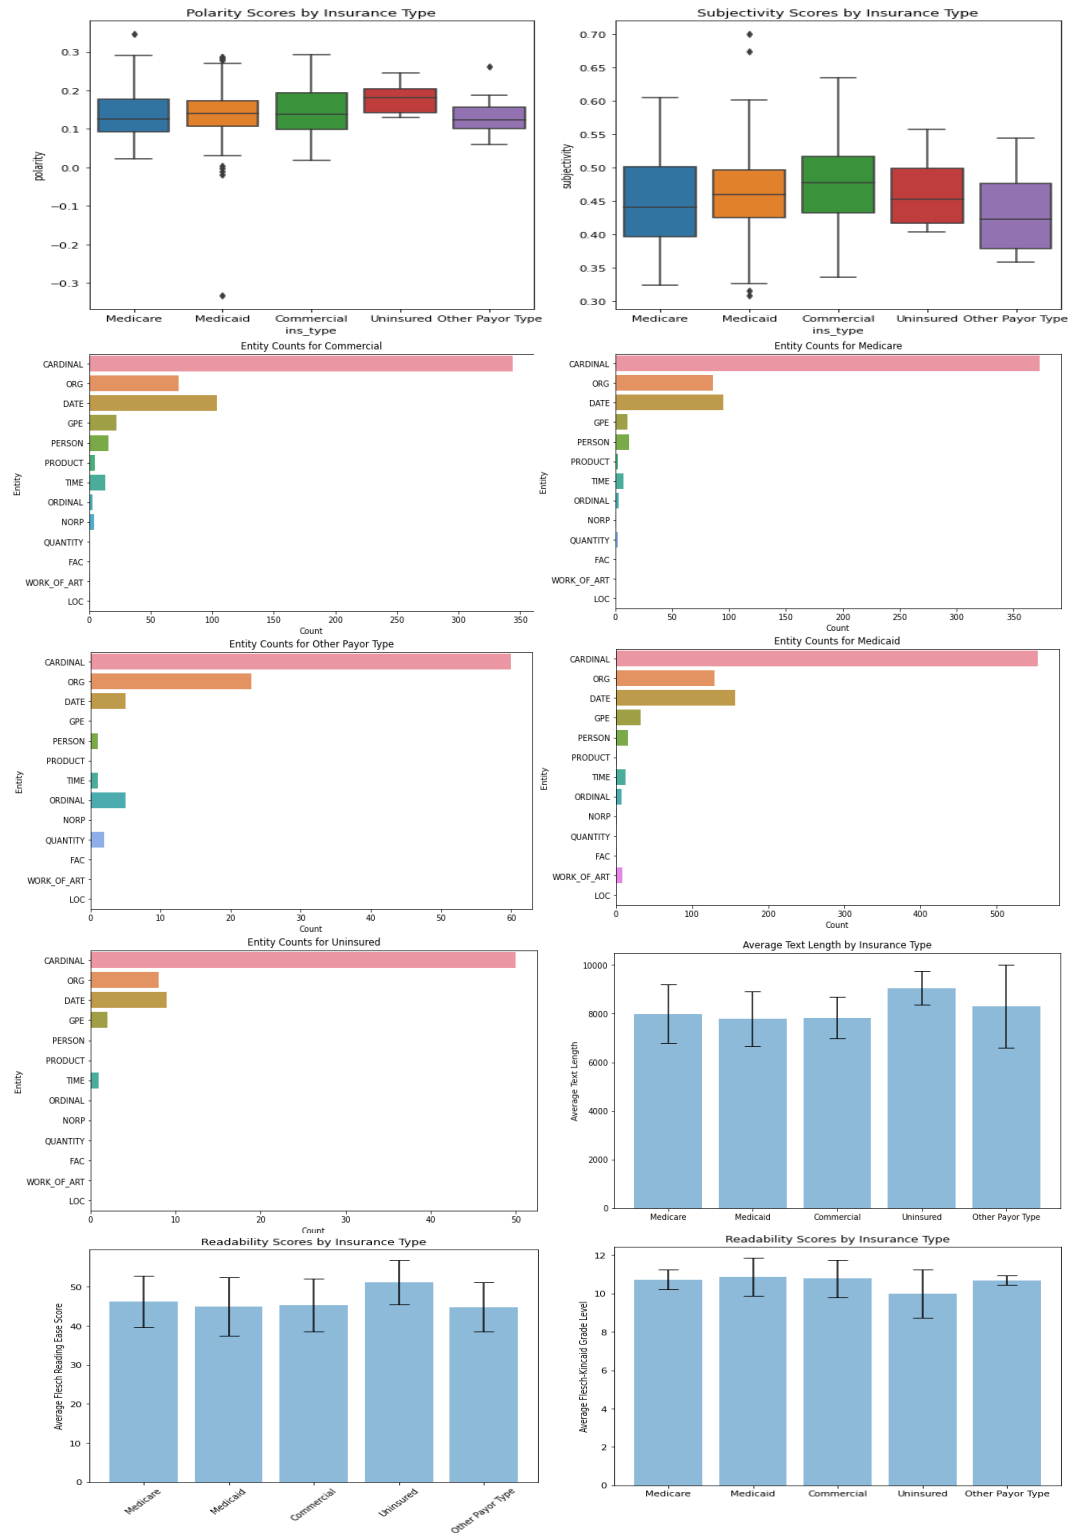 Polarity Scores by Insurance Type
0.3
0.2
0.1
0.0
−0.1
−0.2
−0.3
polarity
Medicare Medicaid Commercial Uninsured Other Payor Type
ins_type
Subjectivity Scores by Insurance Type
0.70
0.65
0.60
0.55
0.50
0.45
0.40
0.35
0.30
subjectivity
Medicare Medicaid Commercial Uninsured Other Payor Type
ins_type
Entity Counts for Commercial
CARDINAL
ORG
DATE
GPE
PERSON
PRODUCT
TIME
ORDINAL
NORP
QUANTITY
FAC
WORK_OF_ART
LOC
Entity
0 50 100 150 200 250 300 350
Count
Entity Counts for Medicare
CARDINAL
ORG
DATE
GPE
PERSON
PRODUCT
TIME
ORDINAL
NORP
QUANTITY
FAC
WORK_OF_ART
LOC
Entity
0 50 100 150 200 250 300 350
Count
Entity Counts for Other Payor Type
CARDINAL
ORG
DATE
GPE
PERSON
PRODUCT
TIME
ORDINAL
NORP
QUANTITY
FAC
WORK_OF_ART
LOC
Entity
0 10 20 30 40 50 60
Count
Entity Counts for Medicaid
CARDINAL
ORG
DATE
GPE
PERSON
PRODUCT
TIME
ORDINAL
NORP
QUANTITY
FAC
WORK_OF_ART
LOC
Entity
0 100 200 300 400 500
Count
Entity Counts for Uninsured
CARDINAL
ORG
DATE
GPE
PERSON
PRODUCT
TIME
ORDINAL
NORP
QUANTITY
FAC
WORK_OF_ART
LOC
Entity
0 10 20 30 40 50
Count
Average Text Length by Insurance Type
10000
8000
6000
4000
2000
0
Average Text Length
Medicare Medicaid Commercial Uninsured Other Payor Type
Readability Scores by Insurance Type
50
40
30
20
10
0
Average Flesch Reading Ease Score
Medicare Medicaid Commercial Uninsured Other Payor Type
Readability Scores by Insurance Type
12
10
8
6
4
2
0
Average Flesch-Kincaid Grade Level
Medicare Medicaid Commercial Uninsured Other Payor Type